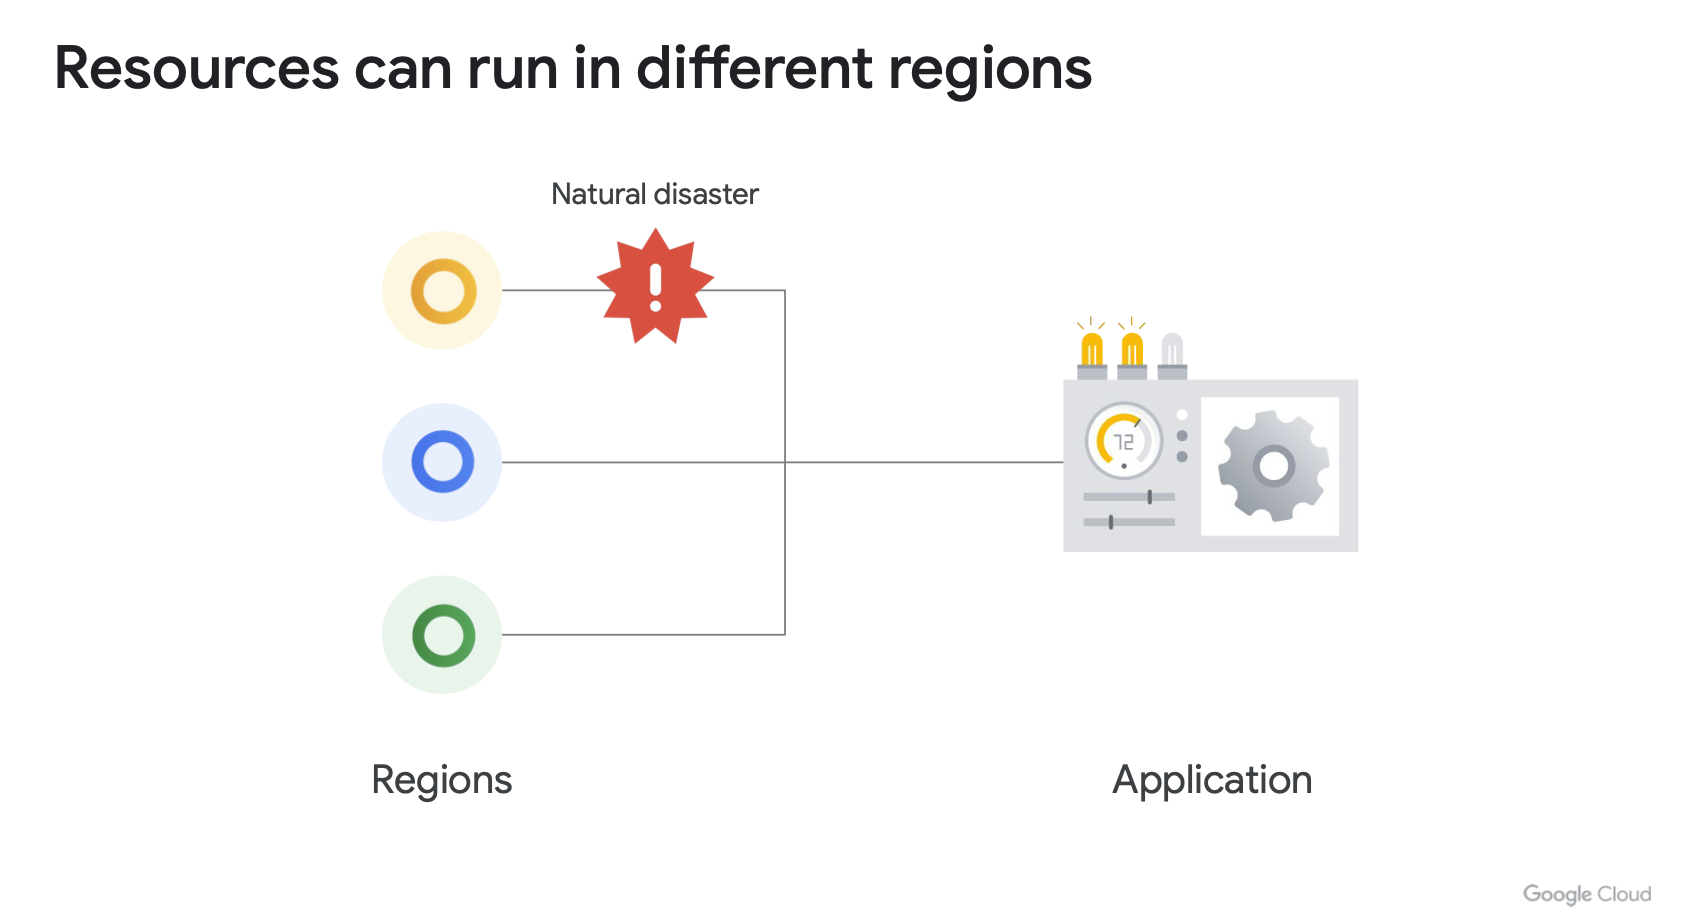 Resources can run in different regions
Natural disaster
72
Regions
Application
Google Cloud